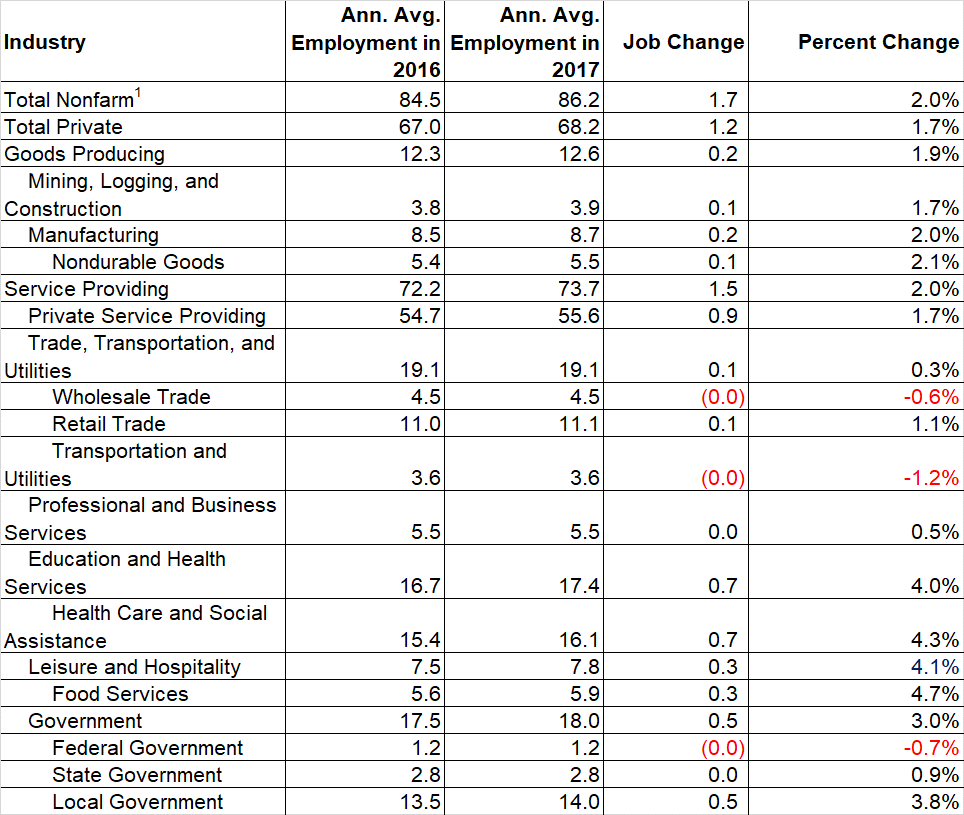 Industry Ann. Avg. Employment in 2016 Ann. Avg. Employment in 2017 Job Change Percent Change
Total Nonfarm1 84.5 86.2 1.7 2.0%
Total Private 67.0 68.2 1.2 1.7%
Goods Producing 12.3 12.6 0.2 1.9%
Mining, Logging, and
Construction 3.8 3.9 0.1 1.7%
Manufacturing 8.5 8.7 0.2 2.0%
Nondurable Goods 5.4 5.5 0.1 2.1%
Service Providing 72.2 73.7 1.5 2.0%
Private Service Providing 54.7 55.6 0.9 1.7%
Trade, Transportation, and
Utilities 19.1 19.1 0.1 0.3%
Wholesale Trade 4.5 4.5 (0.0) -0.6%
Retail Trade 11.0 11.1 0.1 1.1%
Transportation and
Utilities 3.6 3.6 (0.0) -1.2%
Professional and Business
Services 5.5 5.5 0.0 0.5%
Education and Health
Services 16.7 17.4 0.7 4.0%
Health Care and Social
Assistance 15.4 16.1 0.7 4.3%
Leisure and Hospitality 7.5 7.8 0.3 4.1%
Food Services 5.6 5.9 0.3 4.7%
Government 17.5 18.0 0.5 3.0%
Federal Government 1.2 1.2 (0.0) -0.7%
State Government 2.8 2.8 0.0 0.9%
Local Government 13.5 14.0 0.5 3.8%